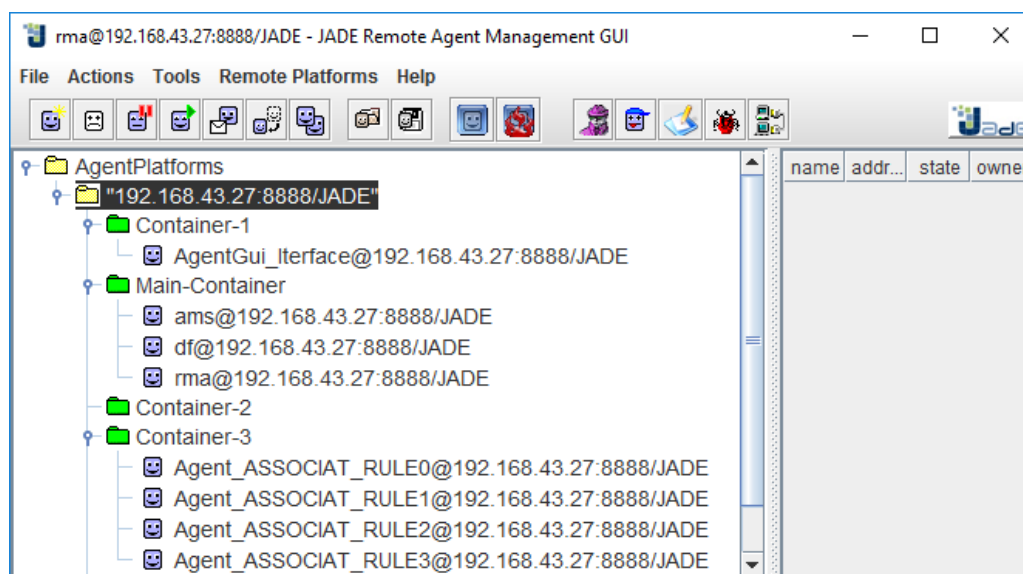 rma@192.168.43.27:8888/JADE - JADE Remote Agent Management GUI
File Actions Tools Remote Platforms Help
Jade
AgentPlatforms
name addr... state owne
"192.168.43.27:8888/JADE"
Container-1
AgentGui_Iterface@192.168.43.27:8888/JADE
Main-Container
ams@192.168.43.27:8888/JADE
df@192.168.43.27:8888/JADE
rma@192.168.43.27:8888/JADE
Container-2
Container-3
Agent_ASSOCIAT_RULE0@192.168.43.27:8888/JADE
Agent_ASSOCIAT_RULE1@192.168.43.27:8888/JADE
Agent_ASSOCIAT_RULE2@192.168.43.27:8888/JADE
Agent_ASSOCIAT_RULE3@192.168.43.27:8888/JADE